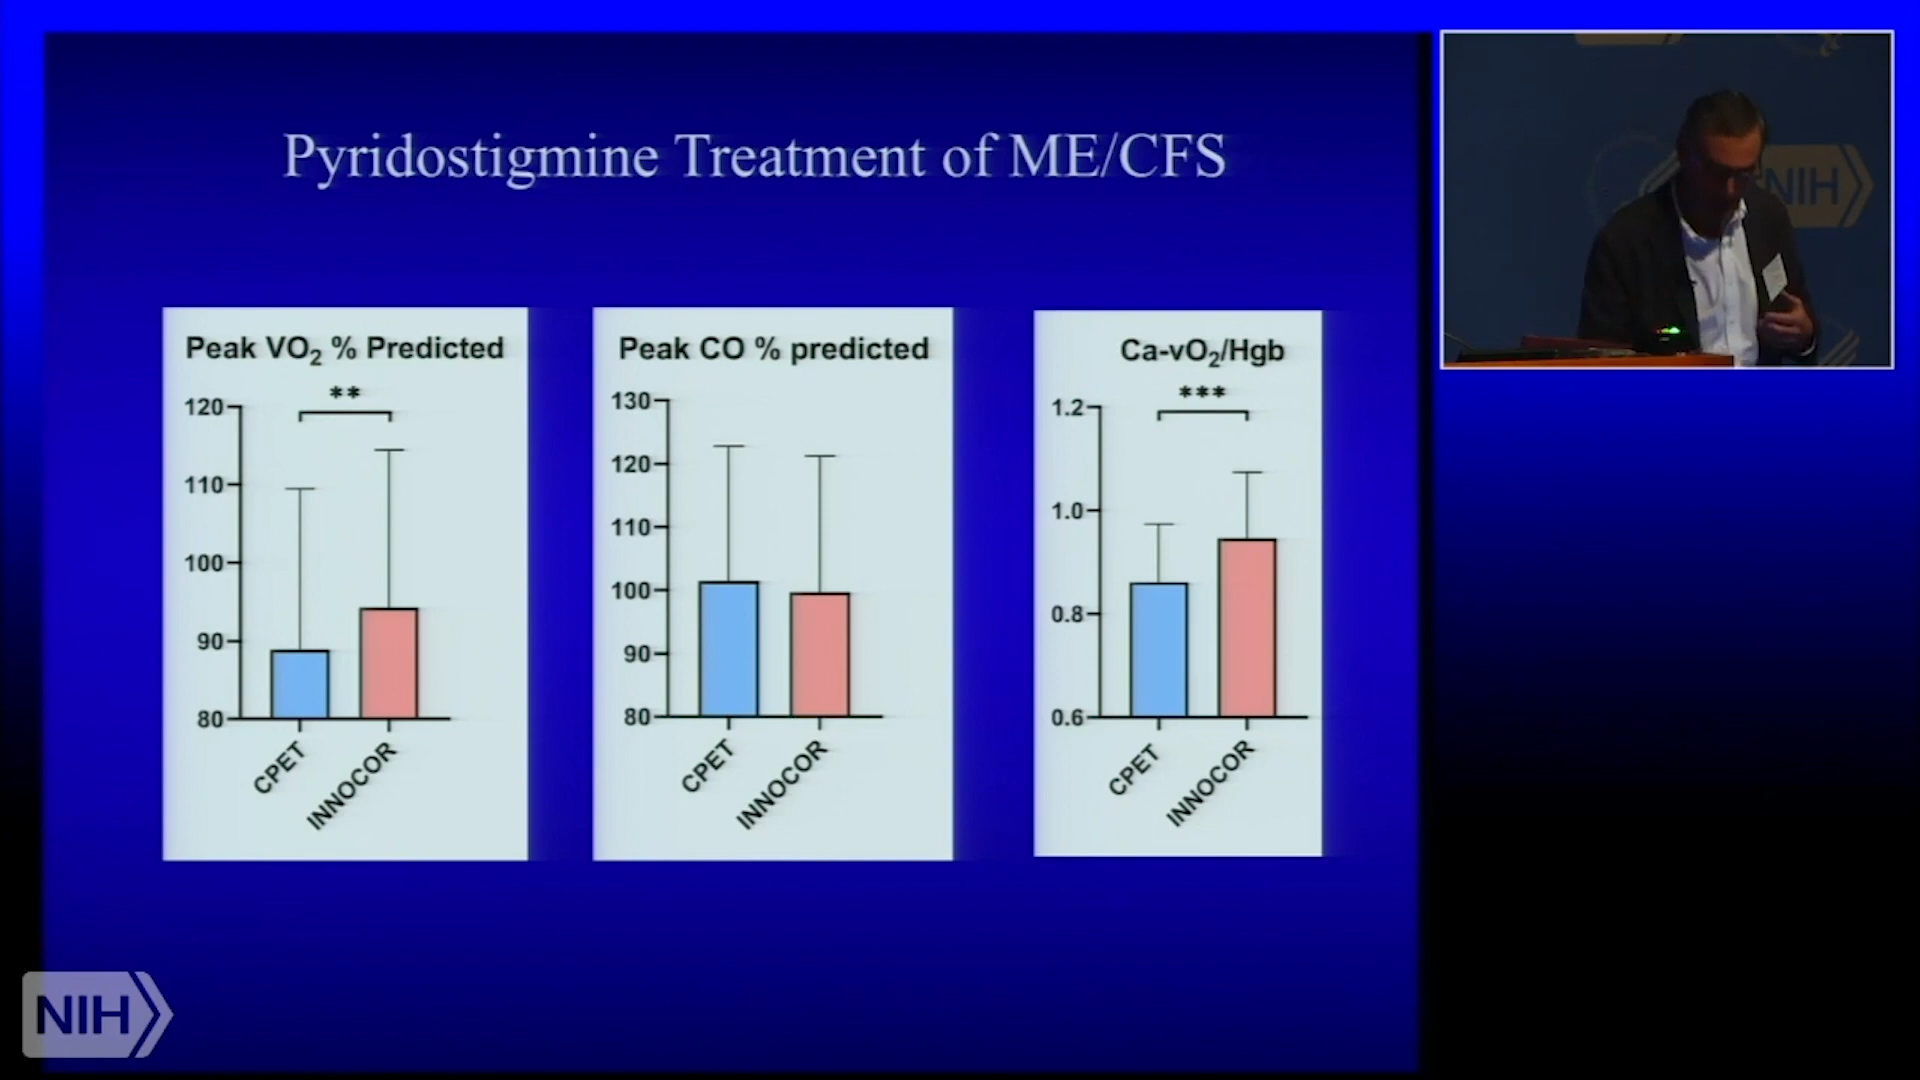 Pyridostigmine Treatment of ME/CFS
Peak VO₂ % Predicted
**
120
110
100
90
80
CPET
INNOCOR
Peak CO % predicted
130
120
110
100
90
80
CPET
INNOCOR
Ca-vO₂/Hgb
***
1.2
1.0
0.8
0.6
CPET
INNOCOR
NIH
NIH